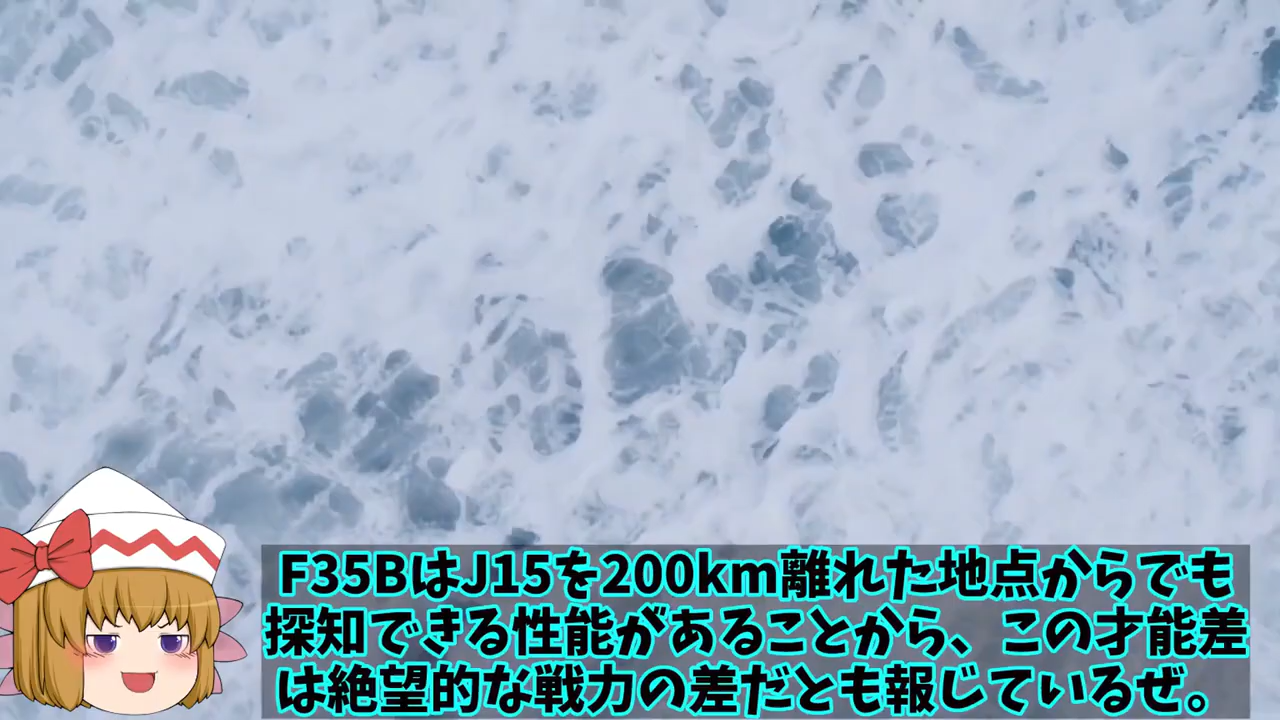 F35BはJ15を200km離れた地点からでも
探知できる性能があることから、この才能差
は絶望的な戦力の差だとも報じているぜ。